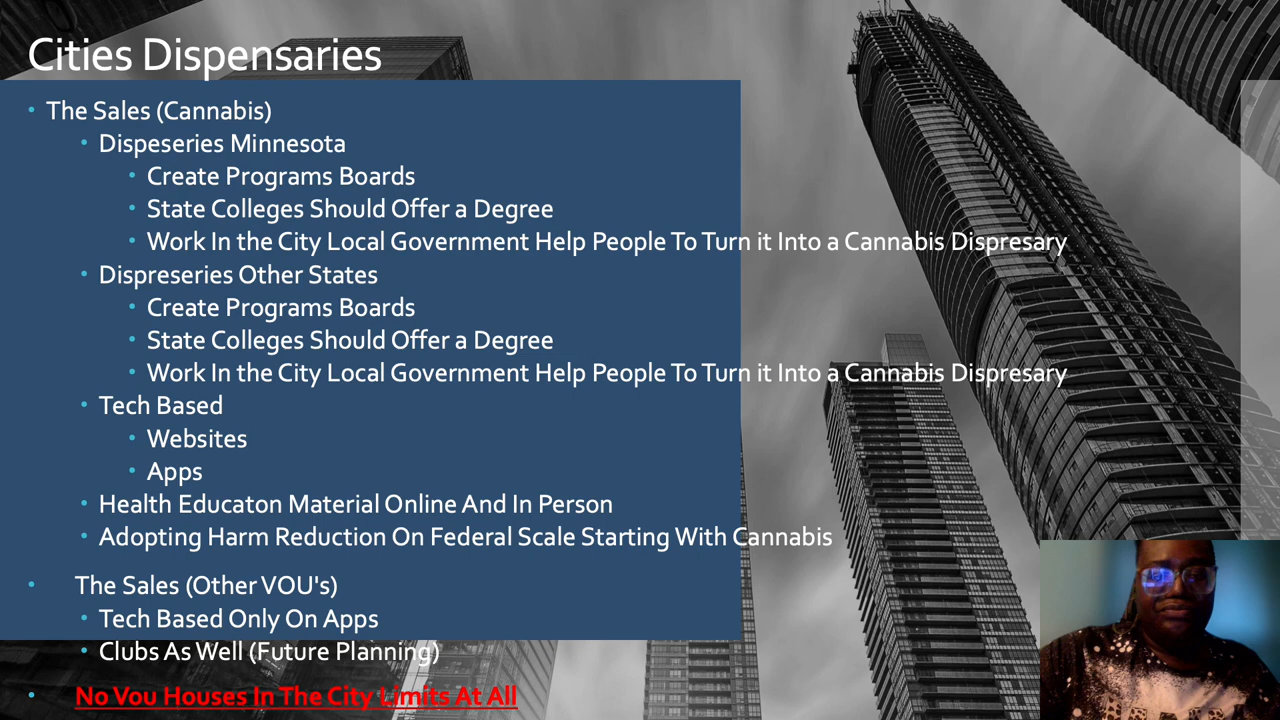 Cities Dispensaries
The Sales (Cannabis)
Dispeseries Minnesota
Create Programs Boards
State Colleges Should Offer a Degree
Work In the City Local Government Help People To Turn it Into a Cannabis Dispresary
Dispreseries Other States
Create Programs Boards
State Colleges Should Offer a Degree
Work In the City Local Government Help People To Turn it Into a Cannabis Dispresary
Tech Based
Websites
Apps
Health Educaton Material Online And In Person
Adopting Harm Reduction On Federal Scale Starting With Cannabis
The Sales (Other VOU's)
Tech Based Only On Apps
Clubs As Well (Future Planning)
No Vou Houses In The City Limits At All